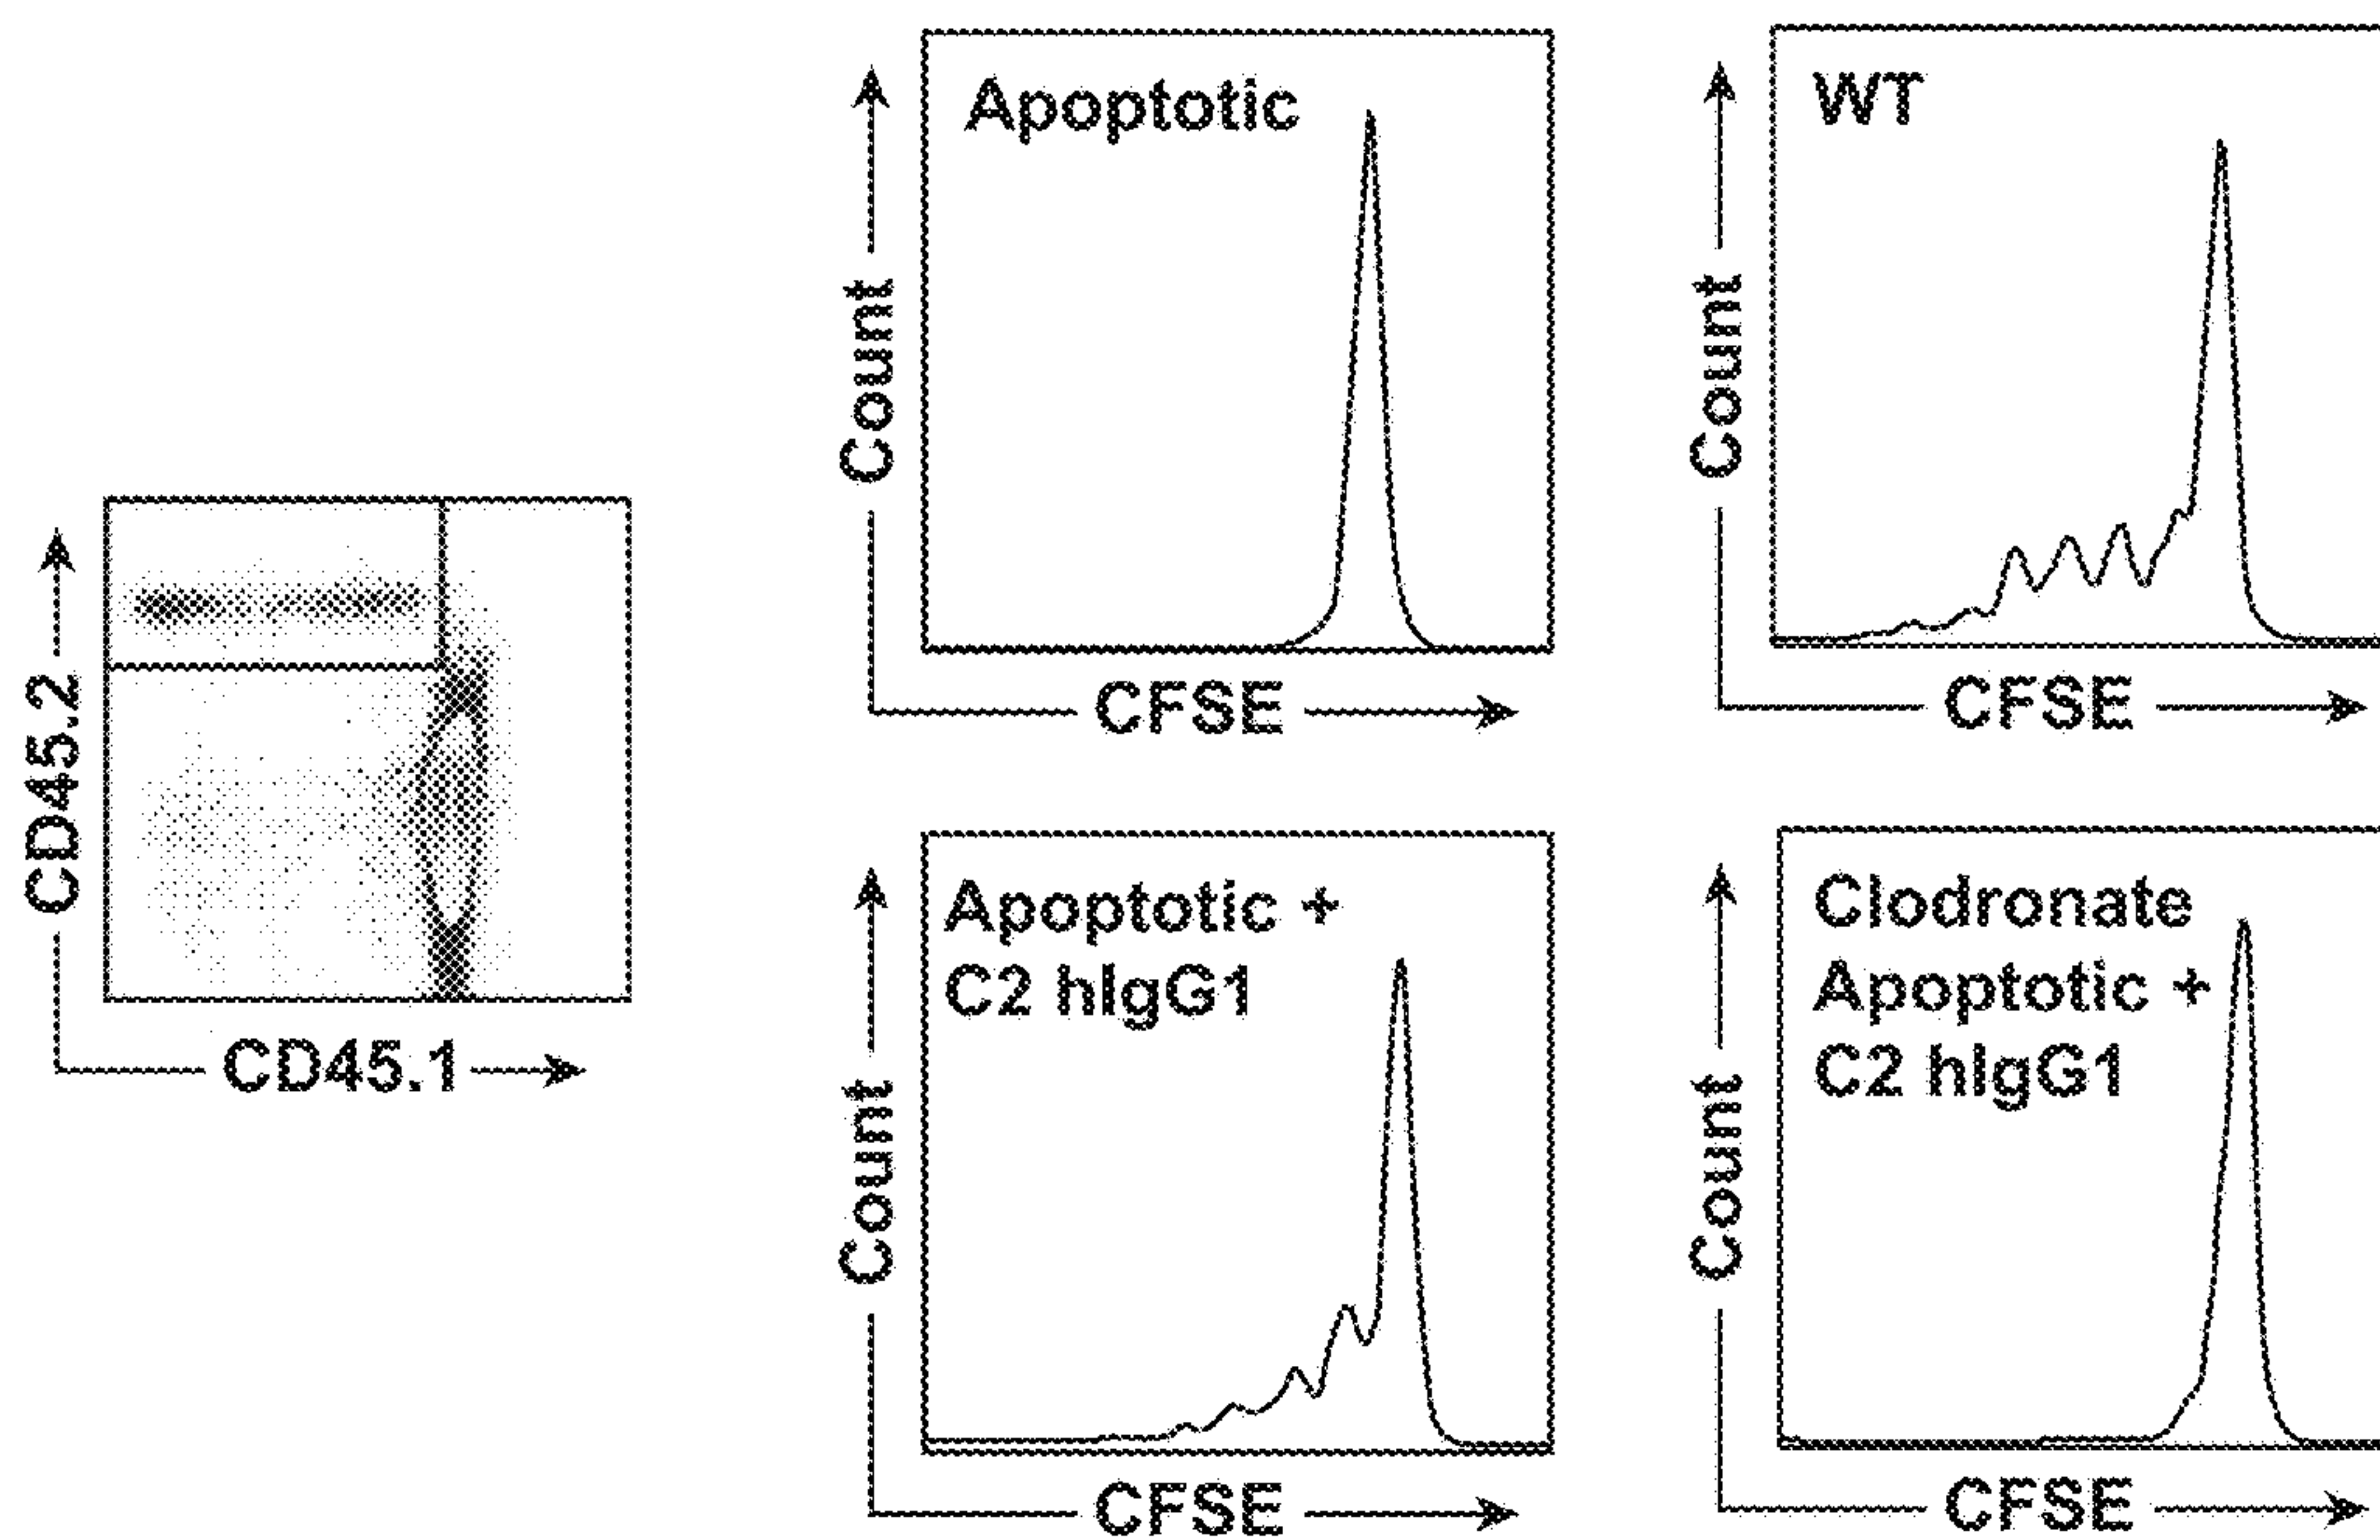 CD45.2
CD45.1
Apoptotic
Count
CFSE
WT
Count
CFSE
Apoptotic +
C2 hIgG1
Count
CFSE
Clodronate
Apoptotic +
C2 hIgG1
Count
CFSE